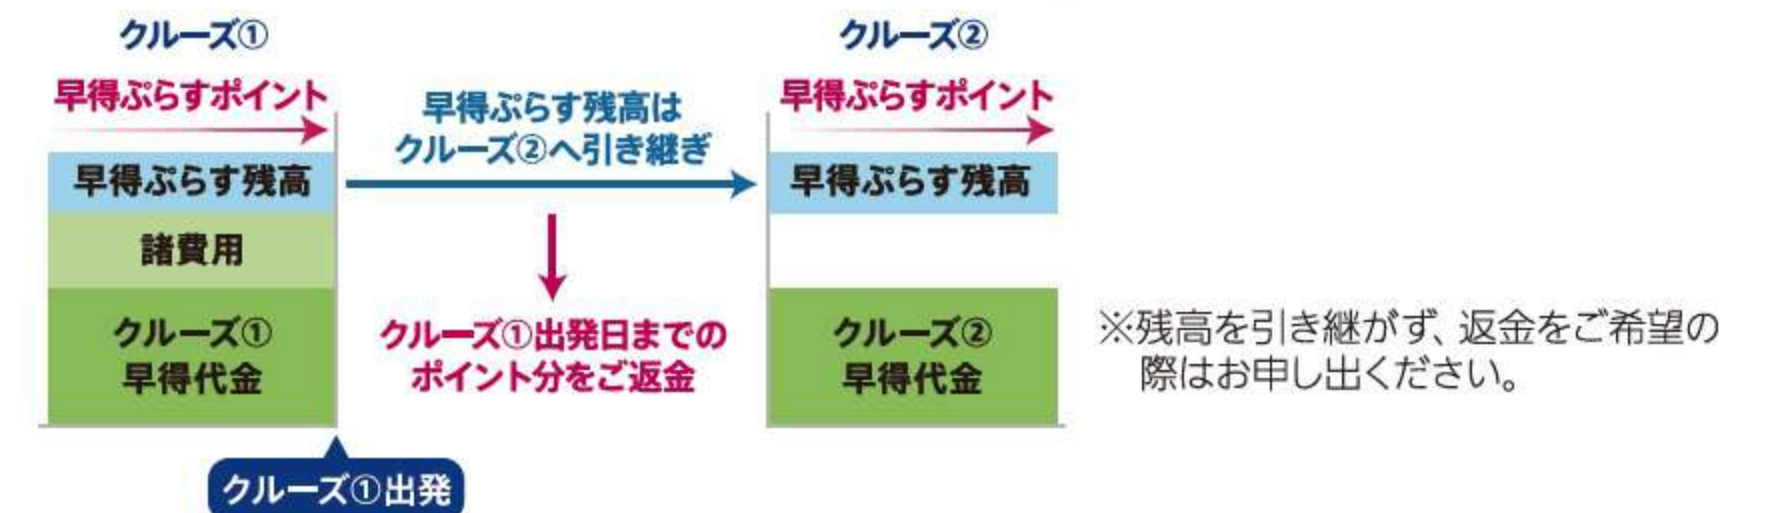 クルーズ①
早得ぷらすポイント
早得ぷらす残高
諸費用
クルーズ①
早得代金
クルーズ①出発
早得ぷらす残高は
クルーズ②へ引き継ぎ
クルーズ①出発日までの
ポイント分をご返金
クルーズ②
早得ぷらすポイント
早得ぷらす残高
クルーズ②
早得代金
※残高を引き継がず、返金をご希望の
際はお申し出ください。